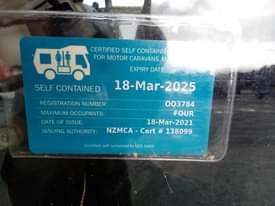 CERTIFIED SELF CONTAIN
FOR MOTOR CARAVANS A
EXPIRY DATE
SELF CONTAINED
18-Mar-2025
REGISTRATION NUMBER: DQ3784
MAXIMUM OCCUPANTS: FOUR
DATE OF ISSUE: 18-Mar-2021
ISSUING AUTHORITY: NZMCA - Cert # 138099